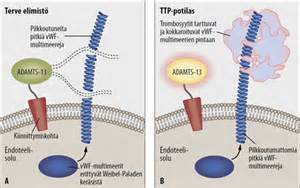 Terve elimistö
Pilkkoutuneita
pitkiä vWF-
multimeerejä
ADAMTS-13
Kiinnittymiskohta
Endoteeli-
solu
vWF-multimeerit
erittyvät Weibel-Paladen
keräsistä
A
TTP-potilas
Trombosyytit tarttuvat
ja kokkaroituvat vWF-
multimeerien pintaan
ADAMTS-13
Pilkkoutumattomia
pitkiä vWF-
multimeerejä
Endoteeli-
solu
B